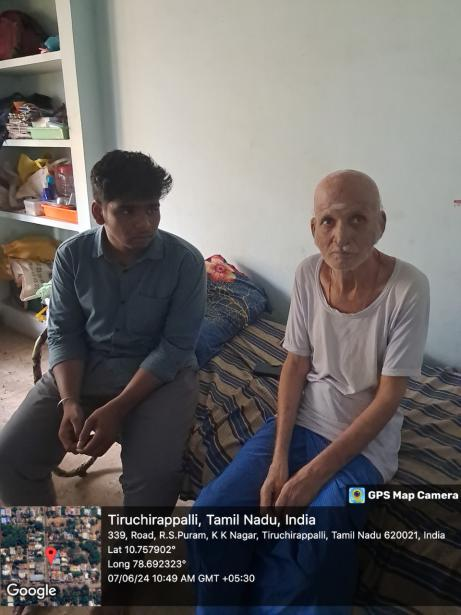 GPS Map Camera
Tiruchirappalli, Tamil Nadu, India
339, Road, R.S.Puram, K K Nagar, Tiruchirappalli, Tamil Nadu 620021, India
Lat 10.757902°
Long 78.692323°
07/06/24 10:49 AM GMT +05:30
Google